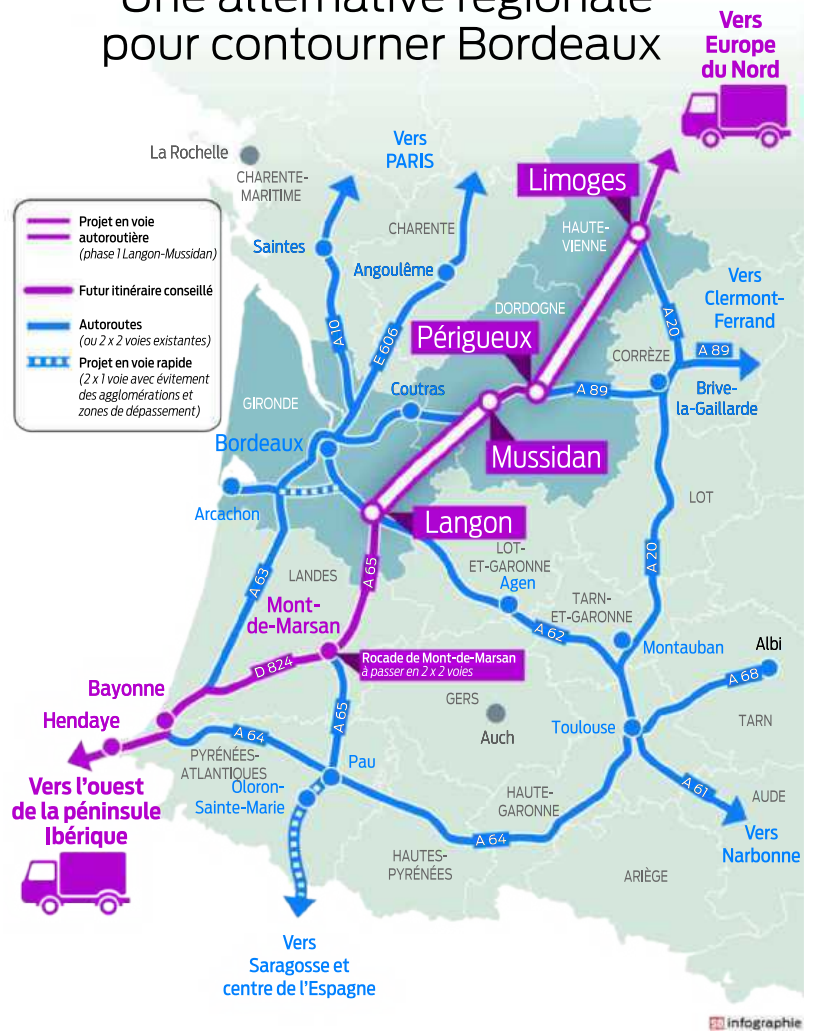 Une alternative régionale
pour contourner Bordeaux
Vers
Europe
du Nord
La Rochelle
CHARENTE-
MARITIME
Vers
PARIS
Limoges
Projet en voie
autoroutière
(phase 1 Langon-Mussidan)
Futur itinéraire conseillé
Autoroutes
(ou 2 x 2 voies existantes)
Projet en voie rapide
(2 x 1 voie avec évitement
des agglomérations et
zones de dépassement)
CHARENTE
HAUTE-
VIENNE
Saintes
Angoulême
Vers
Clermont-
Ferrand
DORDOGNE
A 10
E 606
A 20
Périgueux
CORRÈZE
A 89
GIRONDE
Coutras
A 89
Brive-
la-Gaillarde
Bordeaux
Mussidan
Arcachon
Langon
LOT
LOT-
ET-GARONNE
A 63
LANDES
A 65
Agen
A 20
Mont-
de-Marsan
TARN-
ET-GARONNE
A 62
Montauban
Albi
Rocade de Mont-de-Marsan
à passer en 2 x 2 voies
D 824
A 68
Bayonne
GERS
Hendaye
A 64
A 65
Auch
Toulouse
TARN
PYRÉNÉES-
ATLANTIQUES
Pau
Oloron-
Sainte-Marie
Vers l'ouest
de la péninsule
Ibérique
HAUTE-
GARONNE
A 61
AUDE
A 64
Vers
Narbonne
HAUTES-
PYRÉNÉES
ARIÈGE
Vers
Saragosse et
centre de l'Espagne
infographie